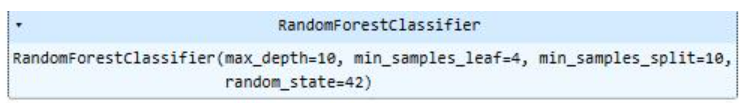 RandomForestClassifier
RandomForestClassifier(max_depth=10, min_samples_leaf=4, min_samples_split=10,
random_state=42)